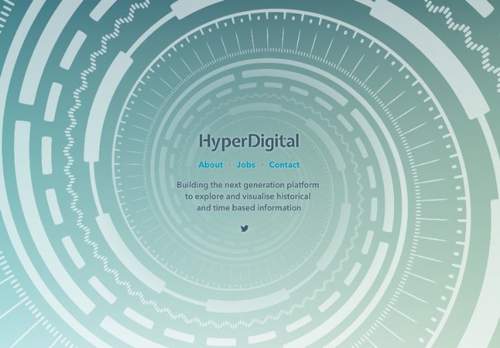 HyperDigital
About · Jobs · Contact
Building the next generation platform
to explore and visualise historical
and time based information